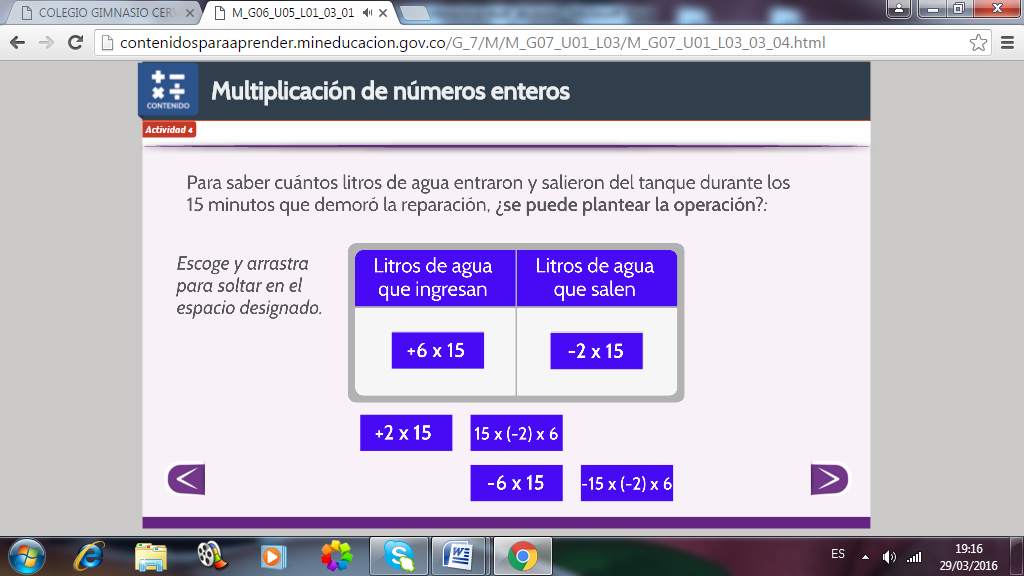 COLEGIO GIMNASIO CERV
M_G06_U05_L01_03_01
contenidosparaaprender.mineducacion.gov.co/G_7/M/M_G07_U01_L03/M_G07_U01_L03_03_04.html
CONTENIDO
Multiplicación de números enteros
Actividad 4
Para saber cuántos litros de agua entraron y salieron del tanque durante los
15 minutos que demoró la reparación, ¿se puede plantear la operación?:
Escoge y arrastra
para soltar en el
espacio designado.
Litros de agua
que ingresan
Litros de agua
que salen
+6 x 15
-2 x 15
+2 x 15
15 x (-2) x 6
-6 x 15
-15 x (-2) x 6
ES
19:16
29/03/2016